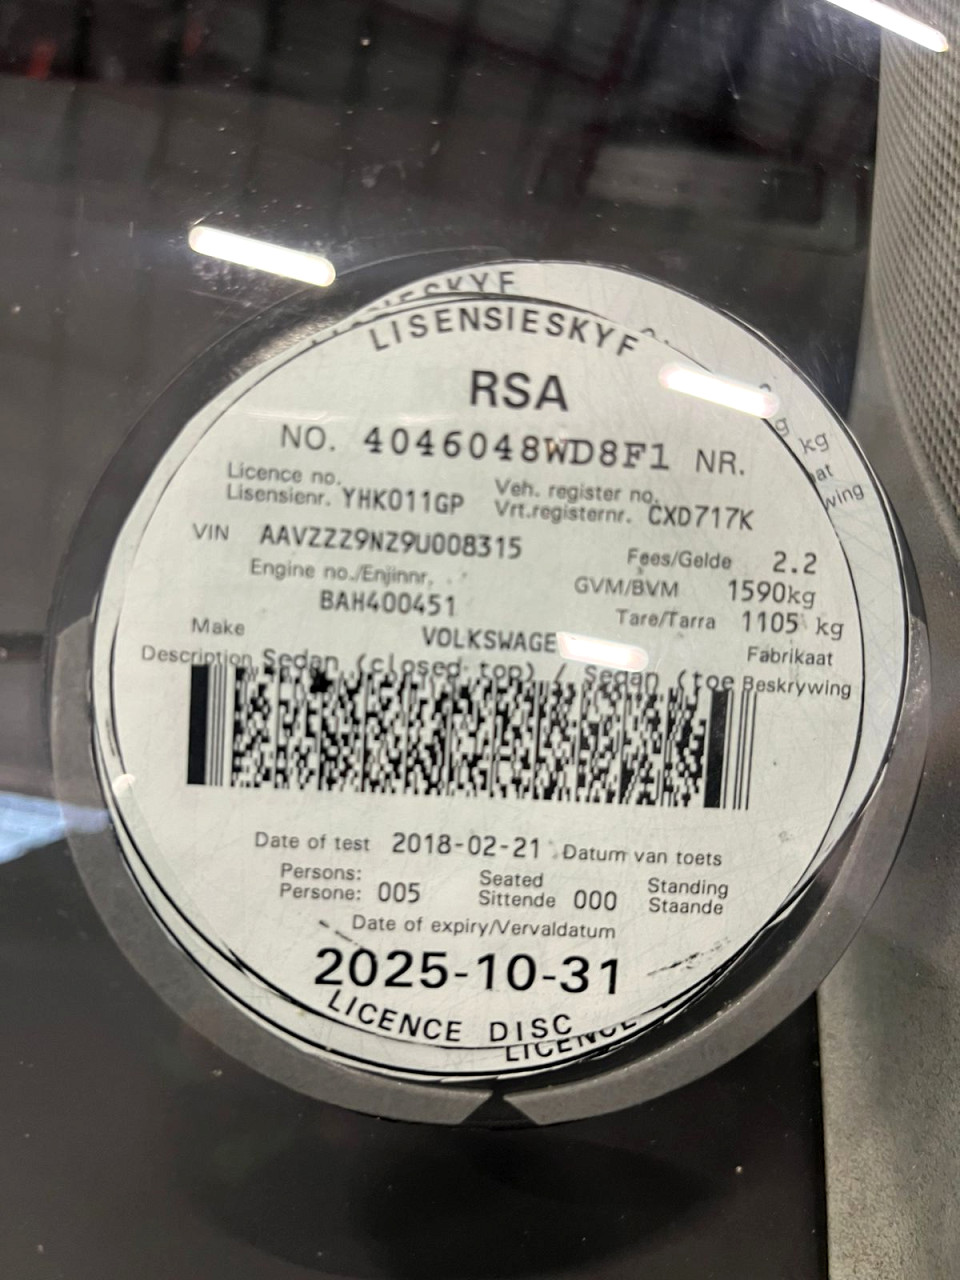 LISENSIESKYF
RSA
NO. 4046048WD8F1 NR.
Licence no.
Lisensienr. YHK011GP
Veh. register no.
Vrt.registernr. CXD717K
VIN AAVZZZ9NZ9U008315
Fees/Gelde 2.2
Engine no./Enjinnr.
BAH400451
GVM/BVM 1590kg
Tare/Tarra 1105 kg
Make VOLKSWAGE Fabrikaat
Description Sedan (closed top) / Sedan (toe Beskrywing
Date of test 2018-02-21 Datum van toets
Persons:
Persone: 005
Seated
Sittende 000
Standing
Staande
Date of expiry/Vervaldatum
2025-10-31
LICENCE DISC
kg